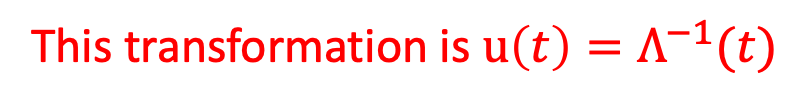 This transformation is u(t) = Λ⁻¹(t)